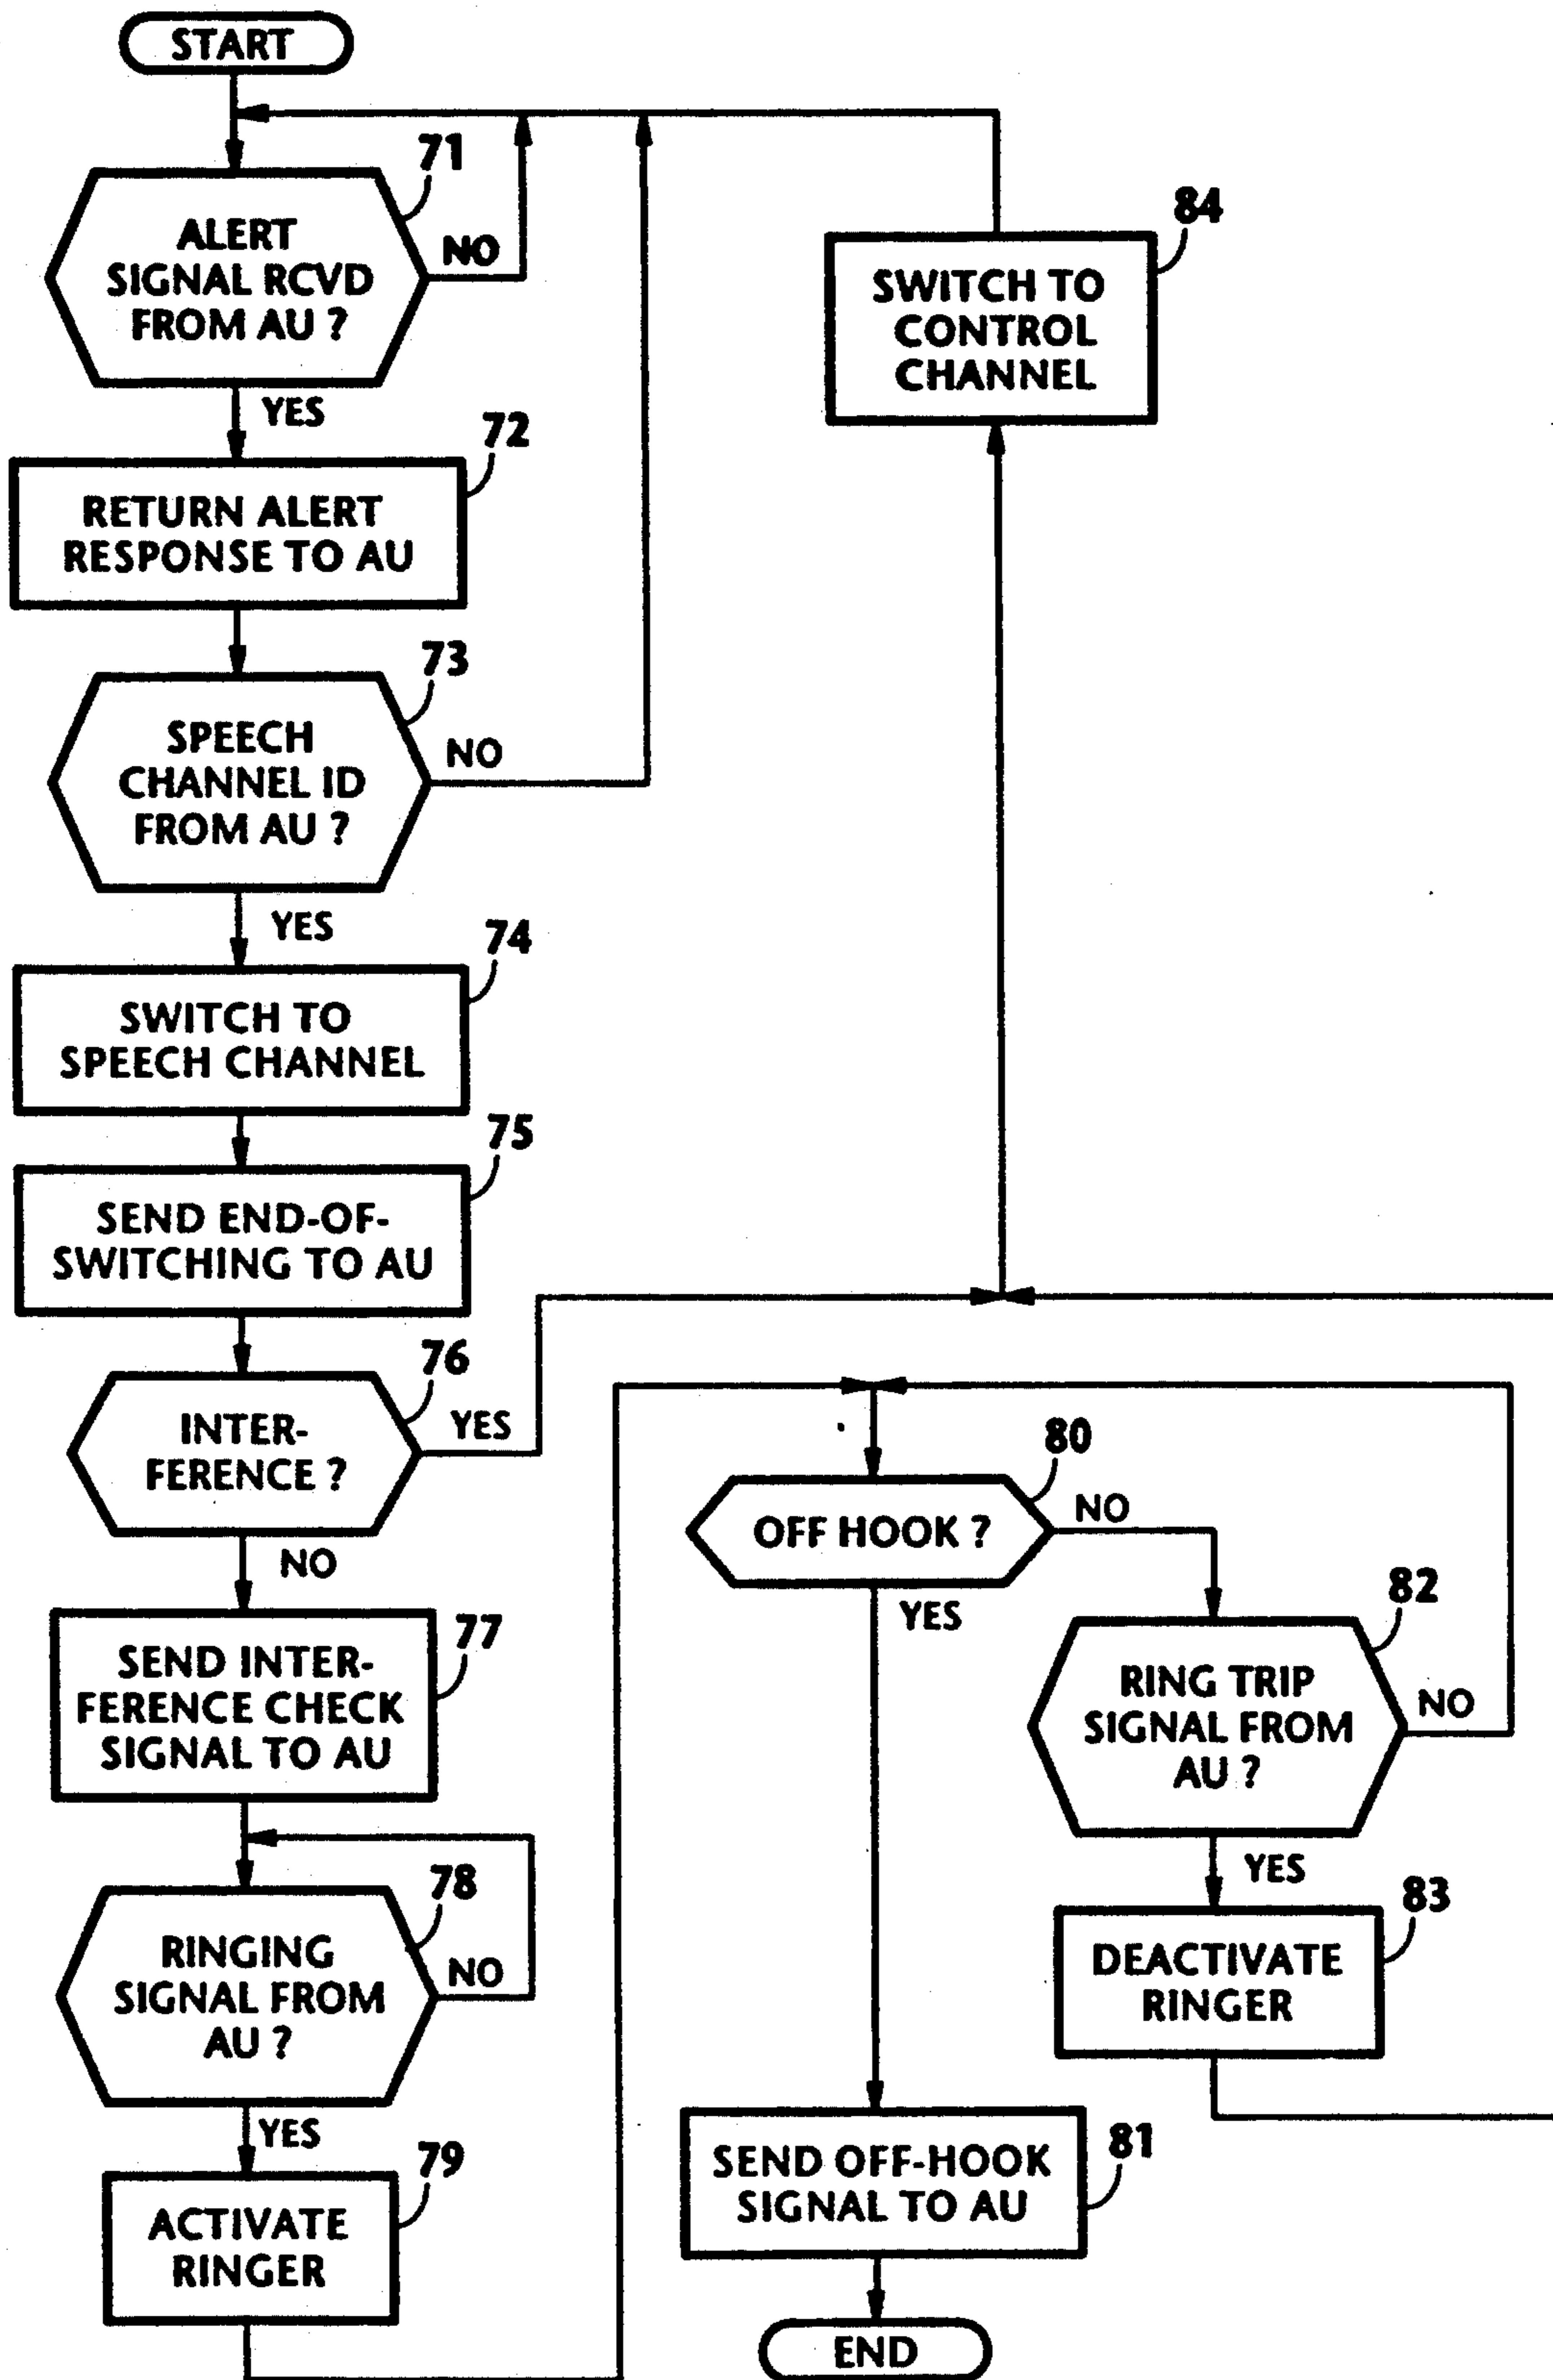 START
71
ALERT
SIGNAL RCVD
FROM AU ?
NO
YES
72
RETURN ALERT
RESPONSE TO AU
73
SPEECH
CHANNEL ID
FROM AU ?
NO
YES
74
SWITCH TO
SPEECH CHANNEL
75
SEND END-OF-
SWITCHING TO AU
76
INTER-
FERENCE ?
YES
NO
77
SEND INTER-
FERENCE CHECK
SIGNAL TO AU
78
RINGING
SIGNAL FROM
AU ?
NO
YES
79
ACTIVATE
RINGER
80
OFF HOOK ?
NO
YES
81
SEND OFF-HOOK
SIGNAL TO AU
END
82
RING TRIP
SIGNAL FROM
AU ?
NO
YES
83
DEACTIVATE
RINGER
84
SWITCH TO
CONTROL
CHANNEL